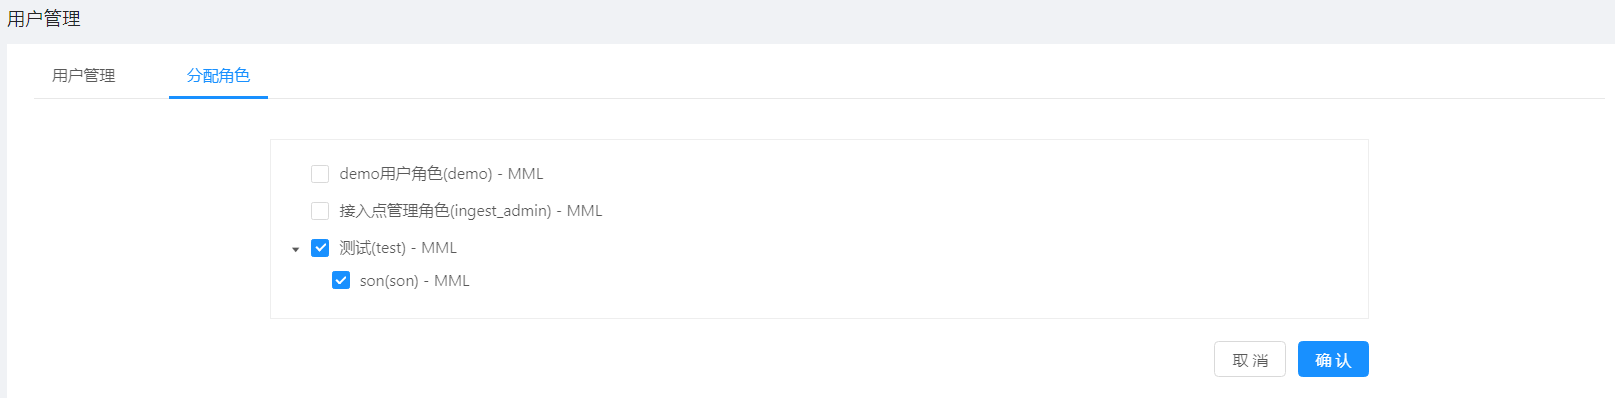 用户管理
用户管理 分配角色
demo用户角色(demo) - MML
接入点管理角色(ingest_admin) - MML
测试(test) - MML
son(son) - MML
取 消 确 认